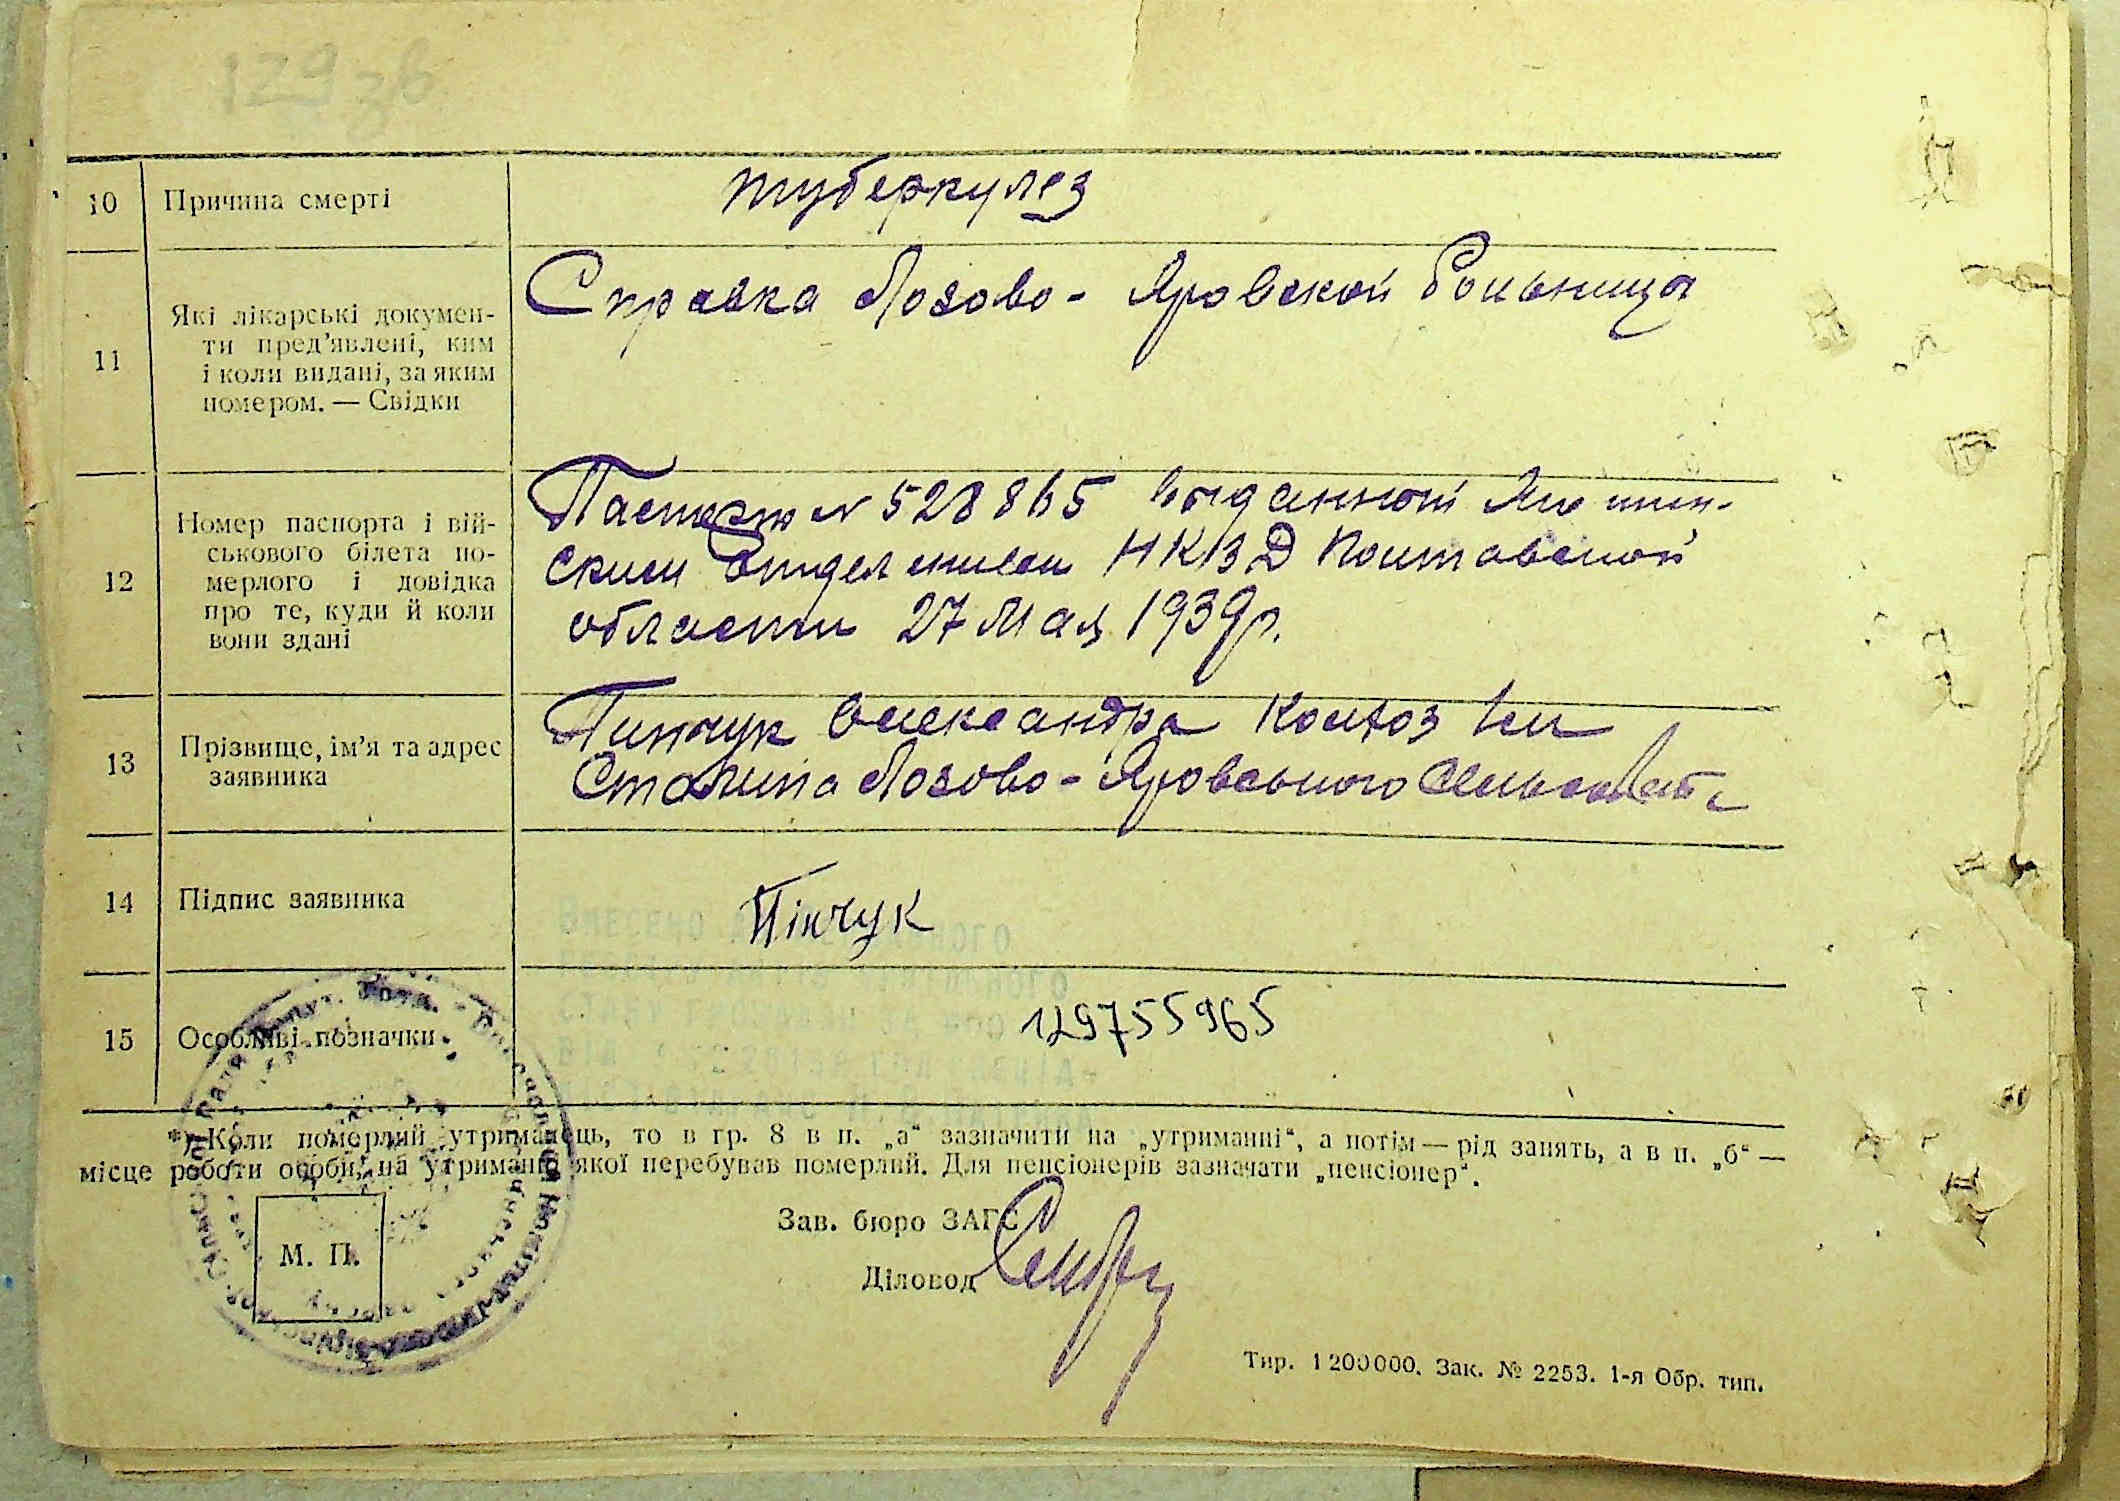 129 зв
10 Причина смерті туберкулез
11 Які лікарські докумен-
ти пред'явлені, ким
і коли видані, за яким
номером. — Свідки
Справка Лозово - Яровской больницы
12 Номер паспорта і вій-
ськового білета по-
мерлого і довідка
про те, куди й коли
вони здані
Паспорт № 528865 выданный
ским отделением НКВД Полтавской
области 27 мая 1939 р.
13 Прізвище, ім'я та адрес
заявника
Пинчук Олександра колхоз им
Сталина Лозово - Яровського сельсовета
14 Підпис заявника Пінчук
15 Особливі позначки 129755965
*) Коли померлий утриманець, то в гр. 8 в п. „а“ зазначити на „утриманні“, а потім — рід занять, а в п. „б“ —
місце роботи особи, на утриманні якої перебував померлий. Для пенсіонерів зазначати „пенсіонер“.
Зав. бюро ЗАГС
Діловод
М. П.
Тир. 1200000. Зак. № 2253. 1-я Обр. тип.